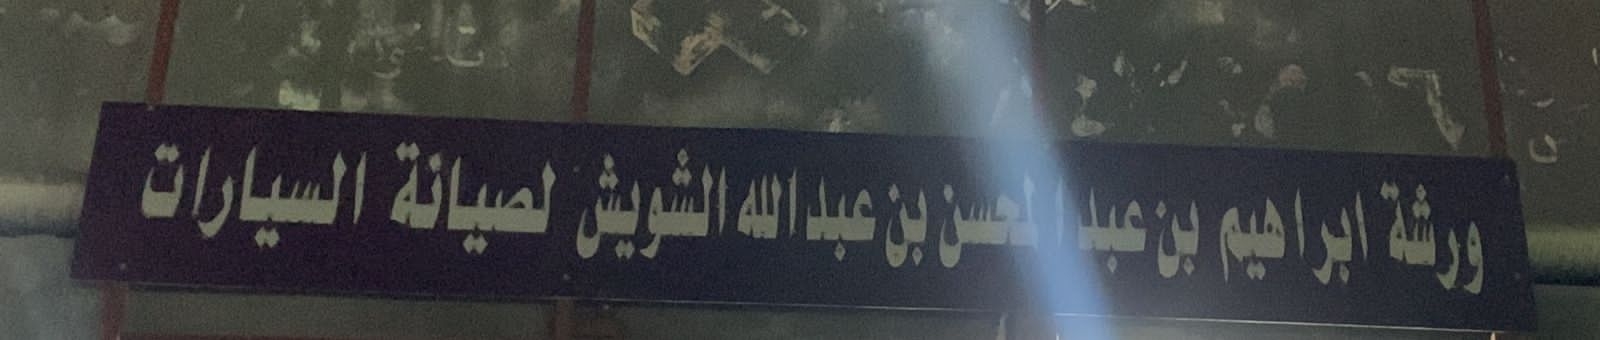 ورشة ابراهيم بن عبدالمحسن بن عبدالله الشويش لصيانة السيارات